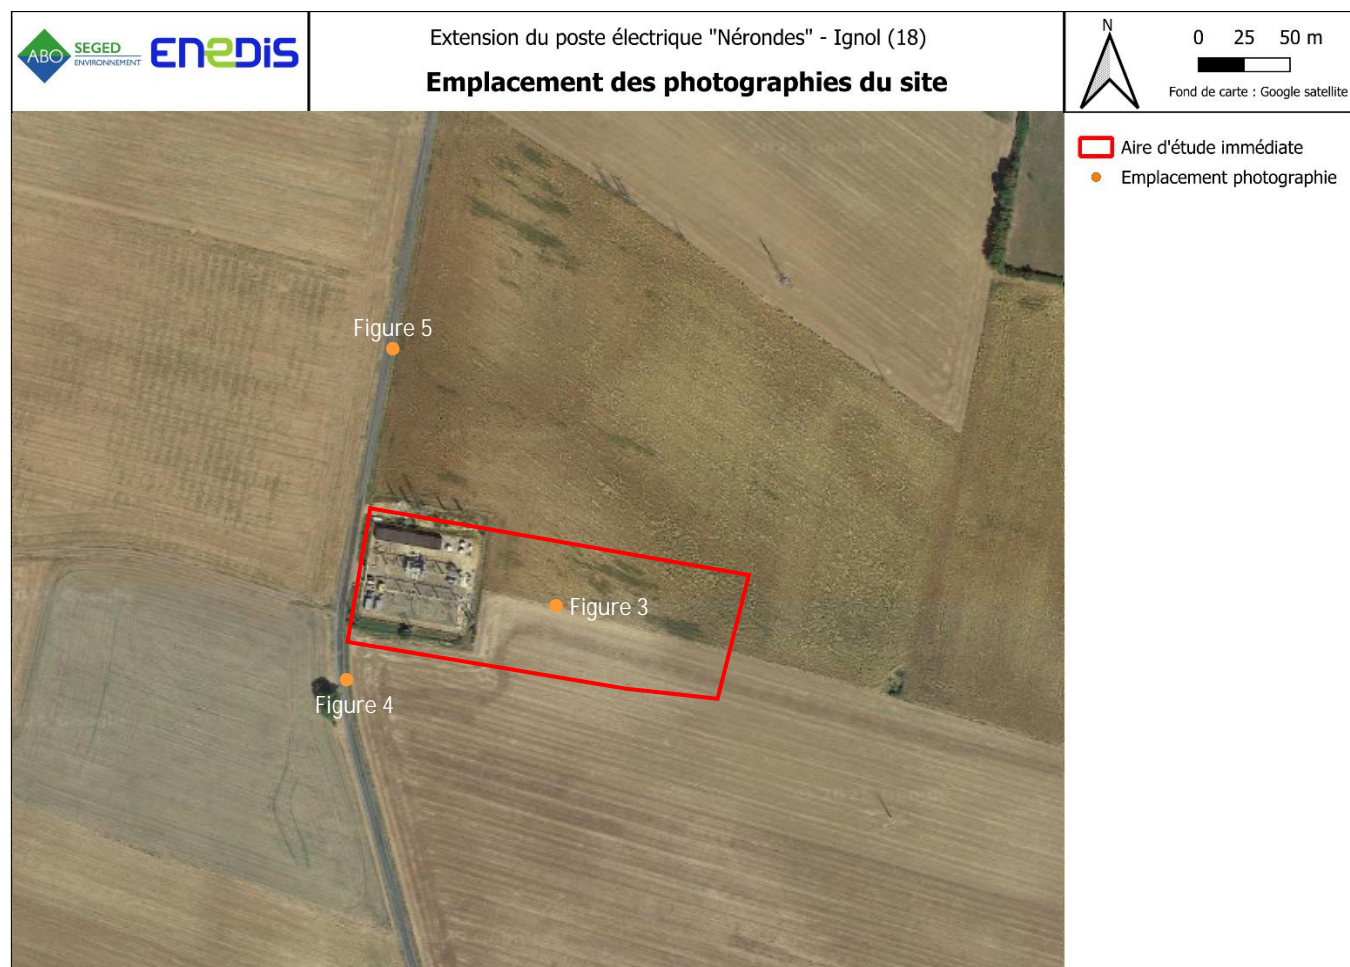 ABO
SEGED
ENVIRONNEMENT
ENEDIS
Extension du poste électrique "Nérondes" - Ignol (18)
Emplacement des photographies du site
N
0 25 50 m
Fond de carte : Google satellite
Aire d'étude immédiate
Emplacement photographie
Figure 5
Figure 3
Figure 4